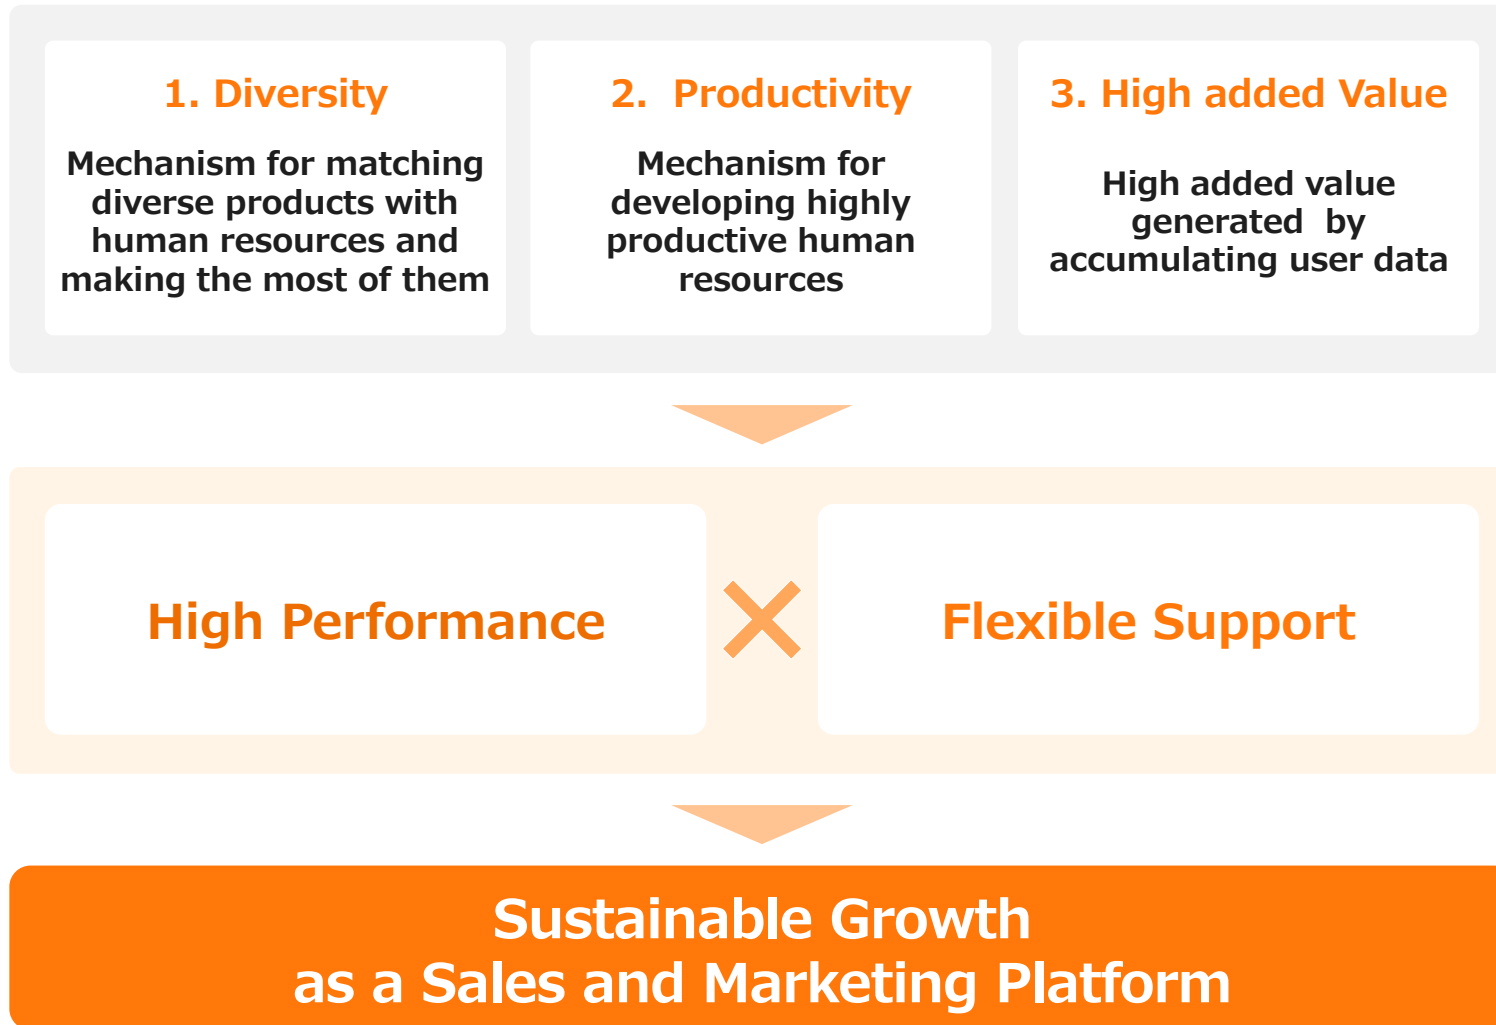 1. Diversity
Mechanism for matching
diverse products with
human resources and
making the most of them
2. Productivity
Mechanism for
developing highly
productive human
resources
3. High added Value
High added value
generated by
accumulating user data
High Performance
Flexible Support
Sustainable Growth
as a Sales and Marketing Platform